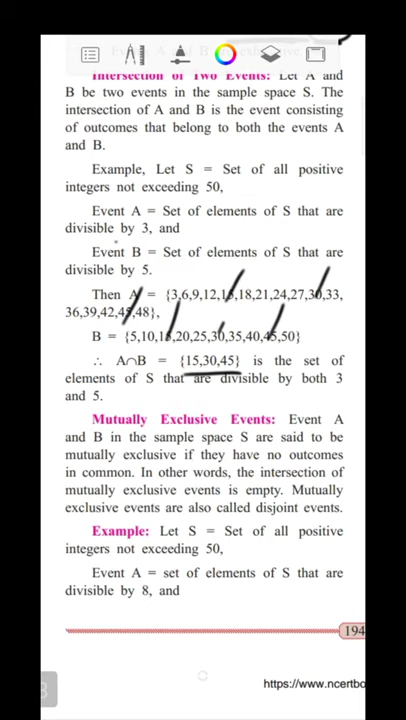 Intersection of Two Events: Let A and
B be two events in the sample space S. The
intersection of A and B is the event consisting
of outcomes that belong to both the events A
and B.
Example, Let S = Set of all positive
integers not exceeding 50,
Event A = Set of elements of S that are
divisible by 3, and
Event B = Set of elements of S that are
divisible by 5.
Then A = {3,6,9,12,15,18,21,24,27,30,33,
36,39,42,45,48},
B = {5,10,15,20,25,30,35,40,45,50}
∴ A∩B = {15,30,45} is the set of
elements of S that are divisible by both 3
and 5.
Mutually Exclusive Events: Event A
and B in the sample space S are said to be
mutually exclusive if they have no outcomes
in common. In other words, the intersection of
mutually exclusive events is empty. Mutually
exclusive events are also called disjoint events.
Example: Let S = Set of all positive
integers not exceeding 50,
Event A = set of elements of S that are
divisible by 8, and
194
https://www.ncertbo